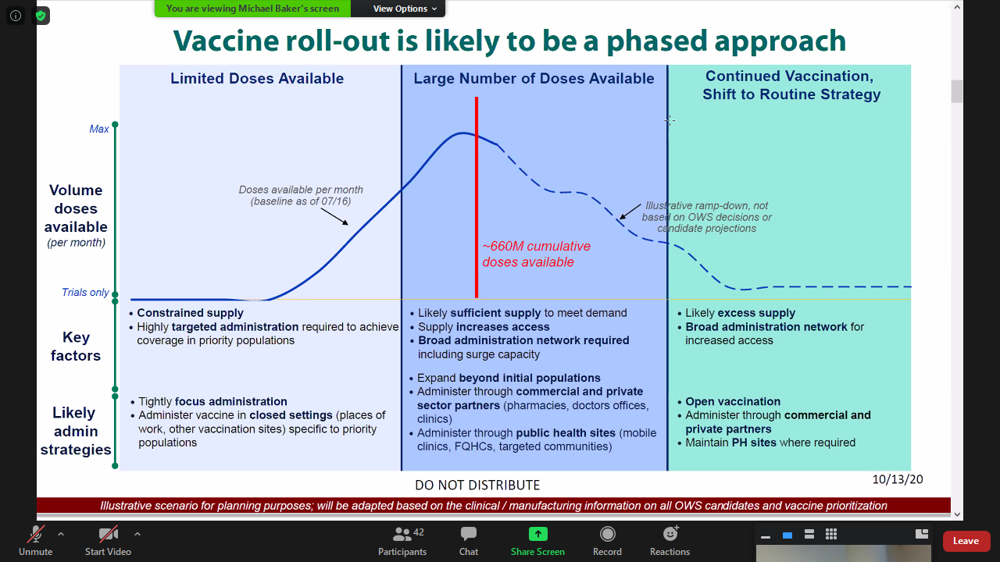 You are viewing Michael Baker's screen
View Options
Vaccine roll-out is likely to be a phased approach
Limited Doses Available
Large Number of Doses Available
Continued Vaccination,
Shift to Routine Strategy
Max
Volume
doses
available
(per month)
Trials only
Doses available per month
(baseline as of 07/16)
~660M cumulative
doses available
Illustrative ramp-down, not
based on OWS decisions or
candidate projections
Key
factors
• Constrained supply
• Highly targeted administration required to achieve
coverage in priority populations
• Likely sufficient supply to meet demand
• Supply increases access
• Broad administration network required
including surge capacity
• Likely excess supply
• Broad administration network for
increased access
Likely
admin
strategies
• Tightly focus administration
• Administer vaccine in closed settings (places of
work, other vaccination sites) specific to priority
populations
• Expand beyond initial populations
• Administer through commercial and private
sector partners (pharmacies, doctors offices,
clinics)
• Administer through public health sites (mobile
clinics, FQHCs, targeted communities)
• Open vaccination
• Administer through commercial and
private partners
• Maintain PH sites where required
DO NOT DISTRIBUTE
10/13/20
Illustrative scenario for planning purposes; will be adapted based on the clinical / manufacturing information on all OWS candidates and vaccine prioritization
Unmute
Start Video
42
Participants
Chat
Share Screen
Record
Reactions
Leave